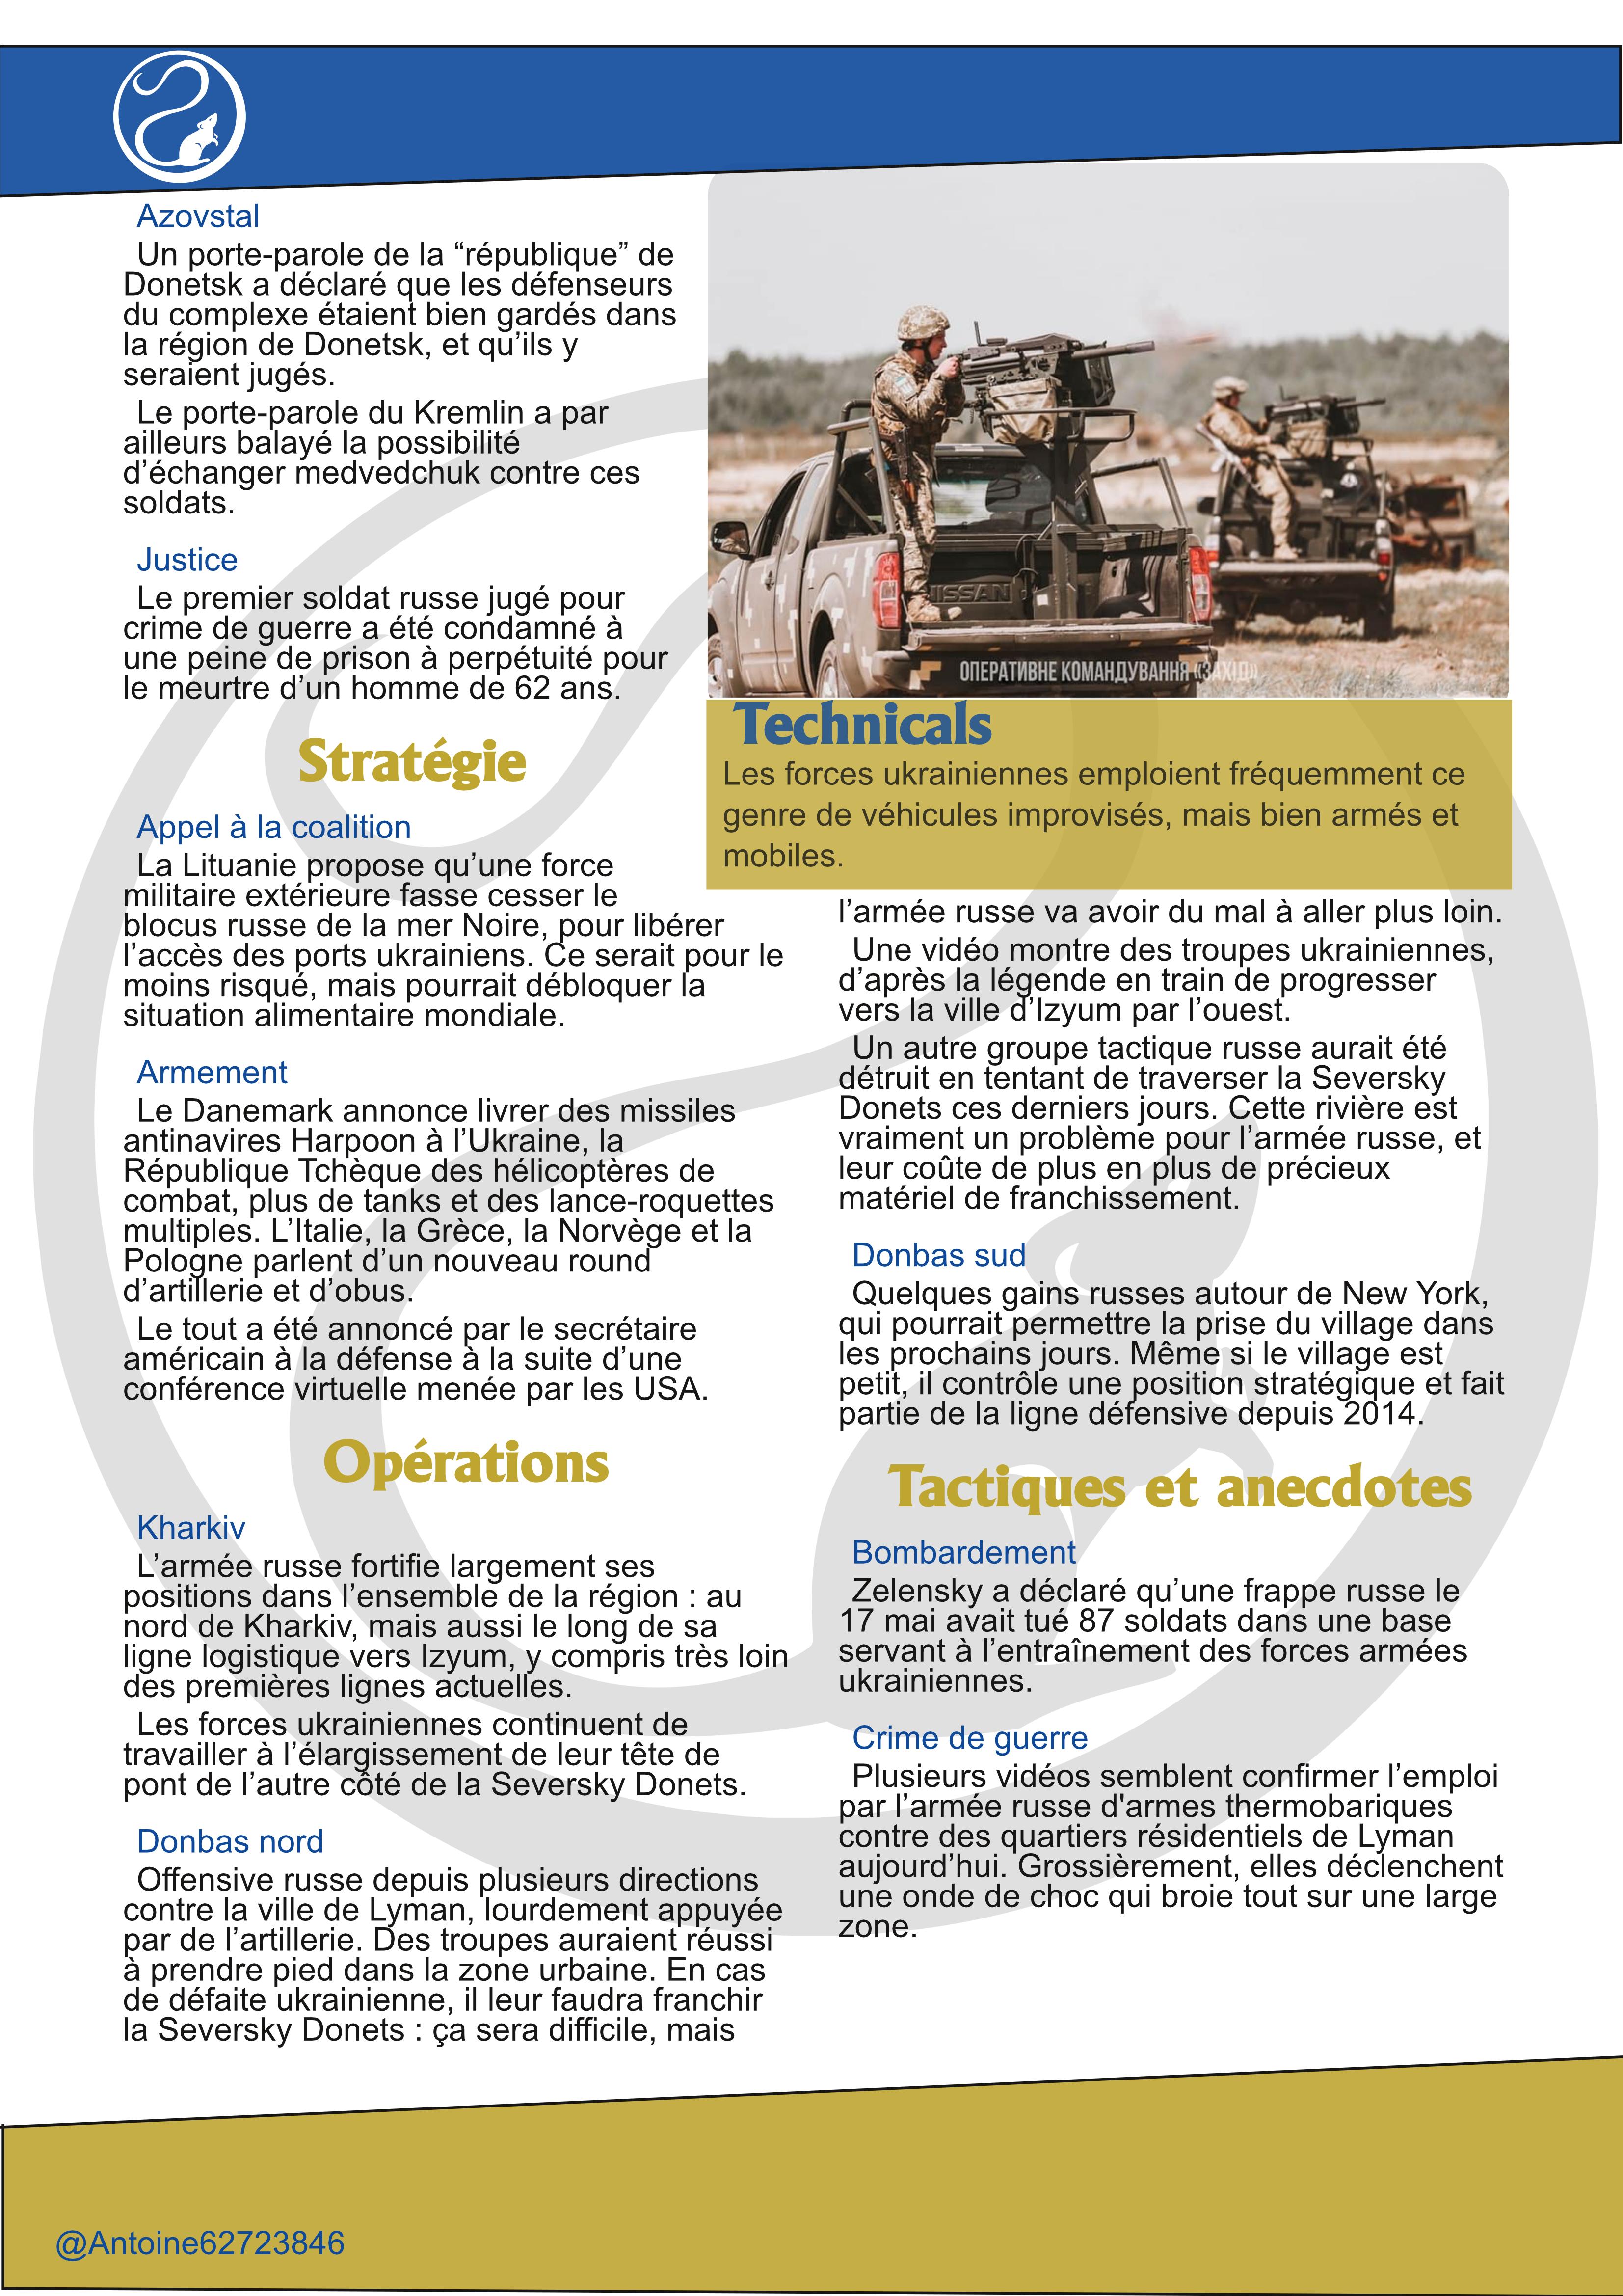 Azovstal
Un porte-parole de la “république” de
Donetsk a déclaré que les défenseurs
du complexe étaient bien gardés dans
la région de Donetsk, et qu’ils y
seraient jugés.
Le porte-parole du Kremlin a par
ailleurs balayé la possibilité
d’échanger medvedchuk contre ces
soldats.
Justice
Le premier soldat russe jugé pour
crime de guerre a été condamné à
une peine de prison à perpétuité pour
le meurtre d’un homme de 62 ans.
Stratégie
Appel à la coalition
La Lituanie propose qu’une force
militaire extérieure fasse cesser le
blocus russe de la mer Noire, pour libérer
l’accès des ports ukrainiens. Ce serait pour le
moins risqué, mais pourrait débloquer la
situation alimentaire mondiale.
Armement
Le Danemark annonce livrer des missiles
antinavires Harpoon à l’Ukraine, la
République Tchèque des hélicoptères de
combat, plus de tanks et des lance-roquettes
multiples. L’Italie, la Grèce, la Norvège et la
Pologne parlent d’un nouveau round
d’artillerie et d’obus.
Le tout a été annoncé par le secrétaire
américain à la défense à la suite d’une
conférence virtuelle menée par les USA.
Opérations
Kharkiv
L’armée russe fortifie largement ses
positions dans l’ensemble de la région : au
nord de Kharkiv, mais aussi le long de sa
ligne logistique vers Izyum, y compris très loin
des premières lignes actuelles.
Les forces ukrainiennes continuent de
travailler à l’élargissement de leur tête de
pont de l’autre côté de la Seversky Donets.
Donbas nord
Offensive russe depuis plusieurs directions
contre la ville de Lyman, lourdement appuyée
par de l’artillerie. Des troupes auraient réussi
à prendre pied dans la zone urbaine. En cas
de défaite ukrainienne, il leur faudra franchir
la Seversky Donets : ça sera difficile, mais
NISSAN
ОПЕРАТИВНЕ КОМАНДУВАННЯ «ЗАХІД»
Technicals
Les forces ukrainiennes emploient fréquemment ce
genre de véhicules improvisés, mais bien armés et
mobiles.
l’armée russe va avoir du mal à aller plus loin.
Une vidéo montre des troupes ukrainiennes,
d’après la légende en train de progresser
vers la ville d’Izyum par l’ouest.
Un autre groupe tactique russe aurait été
détruit en tentant de traverser la Seversky
Donets ces derniers jours. Cette rivière est
vraiment un problème pour l’armée russe, et
leur coûte de plus en plus de précieux
matériel de franchissement.
Donbas sud
Quelques gains russes autour de New York,
qui pourrait permettre la prise du village dans
les prochains jours. Même si le village est
petit, il contrôle une position stratégique et fait
partie de la ligne défensive depuis 2014.
Tactiques et anecdotes
Bombardement
Zelensky a déclaré qu’une frappe russe le
17 mai avait tué 87 soldats dans une base
servant à l’entraînement des forces armées
ukrainiennes.
Crime de guerre
Plusieurs vidéos semblent confirmer l’emploi
par l’armée russe d'armes thermobariques
contre des quartiers résidentiels de Lyman
aujourd’hui. Grossièrement, elles déclenchent
une onde de choc qui broie tout sur une large
zone.
@Antoine62723846